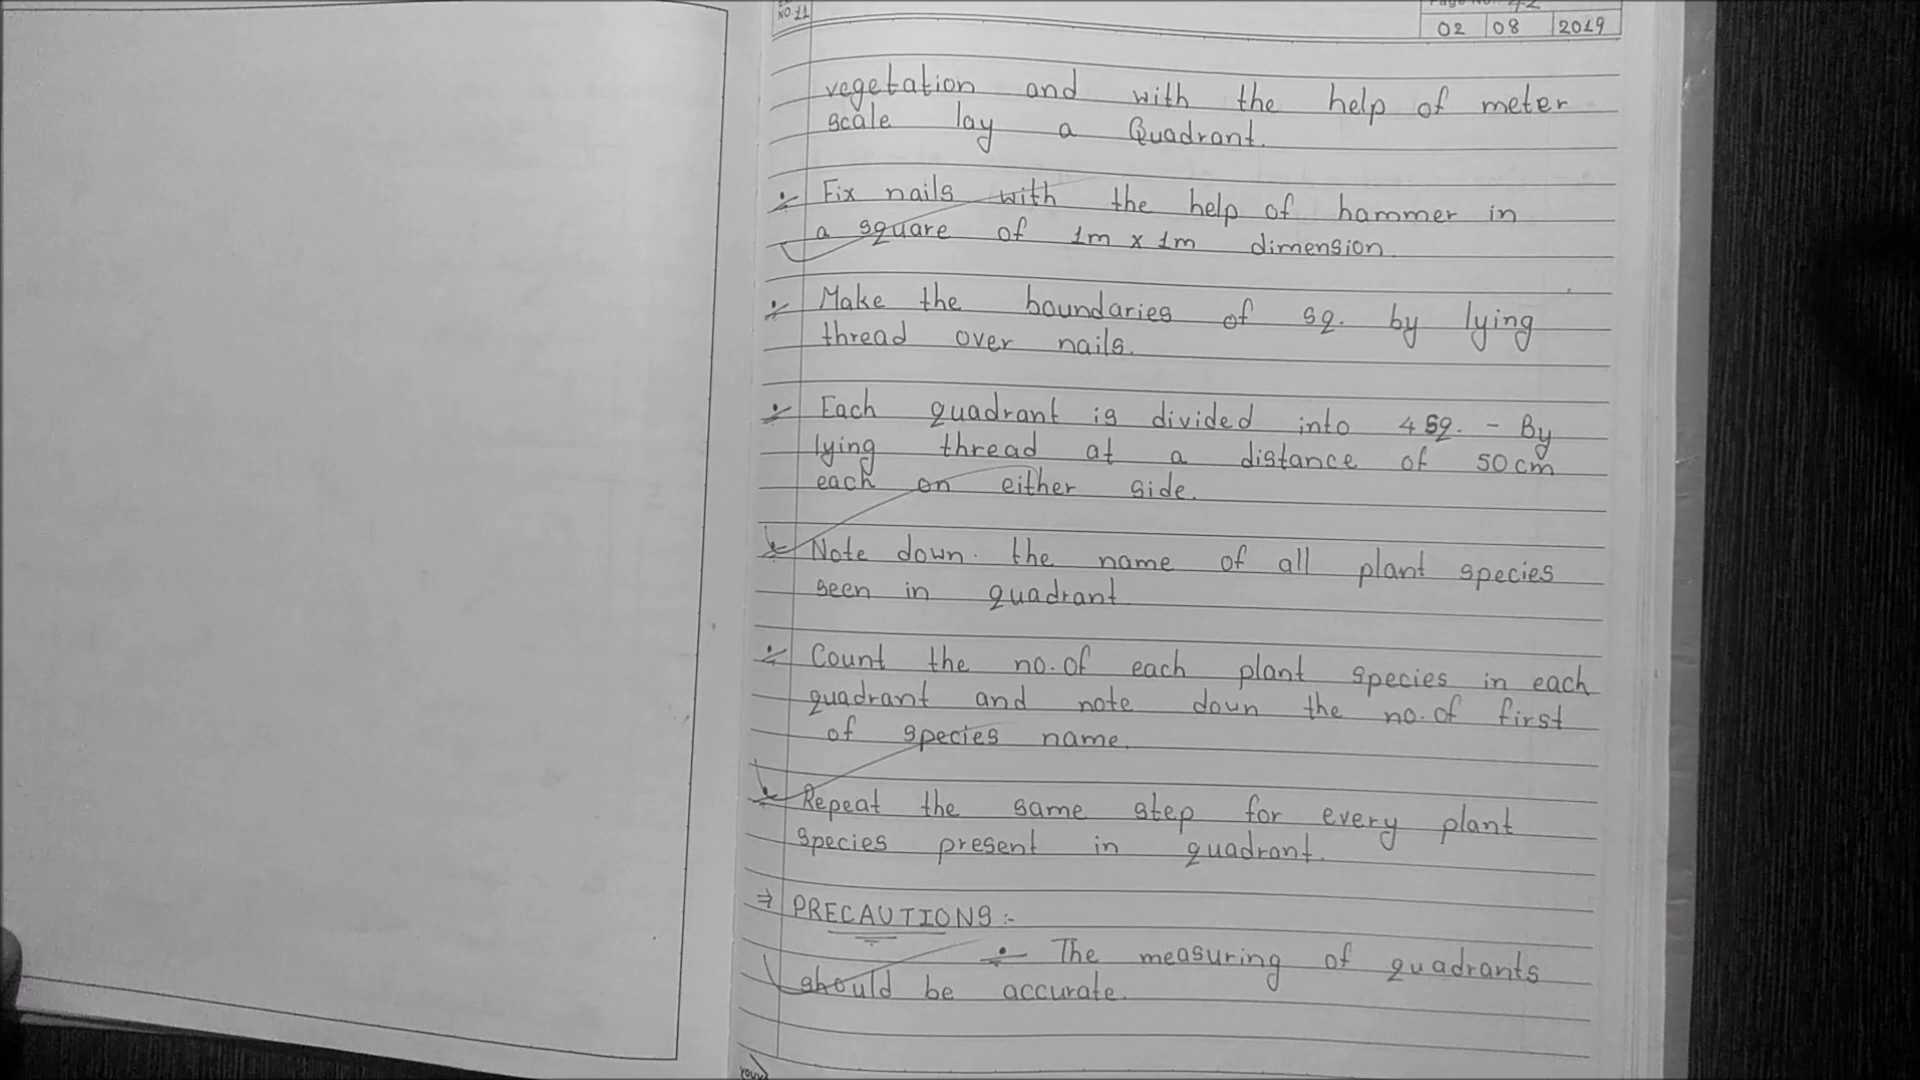 NO.11
02 08 2019
vegetation and with the help of meter
scale lay a Quadrant.
Fix nails with the help of hammer in
a square of 1m x 1m dimension.
Make the boundaries of sq. by lying
thread over nails.
Each quadrant is divided into 4 sq. - By
lying thread at a distance of 50 cm
each on either side.
Note down. the name of all plant species
seen in quadrant
Count the no. of each plant species in each
quadrant and note down the no. of first
of species name.
Repeat the same step for every plant
species present in quadrant.
⇒ PRECAUTIONS :-
The measuring of quadrants
should be accurate.